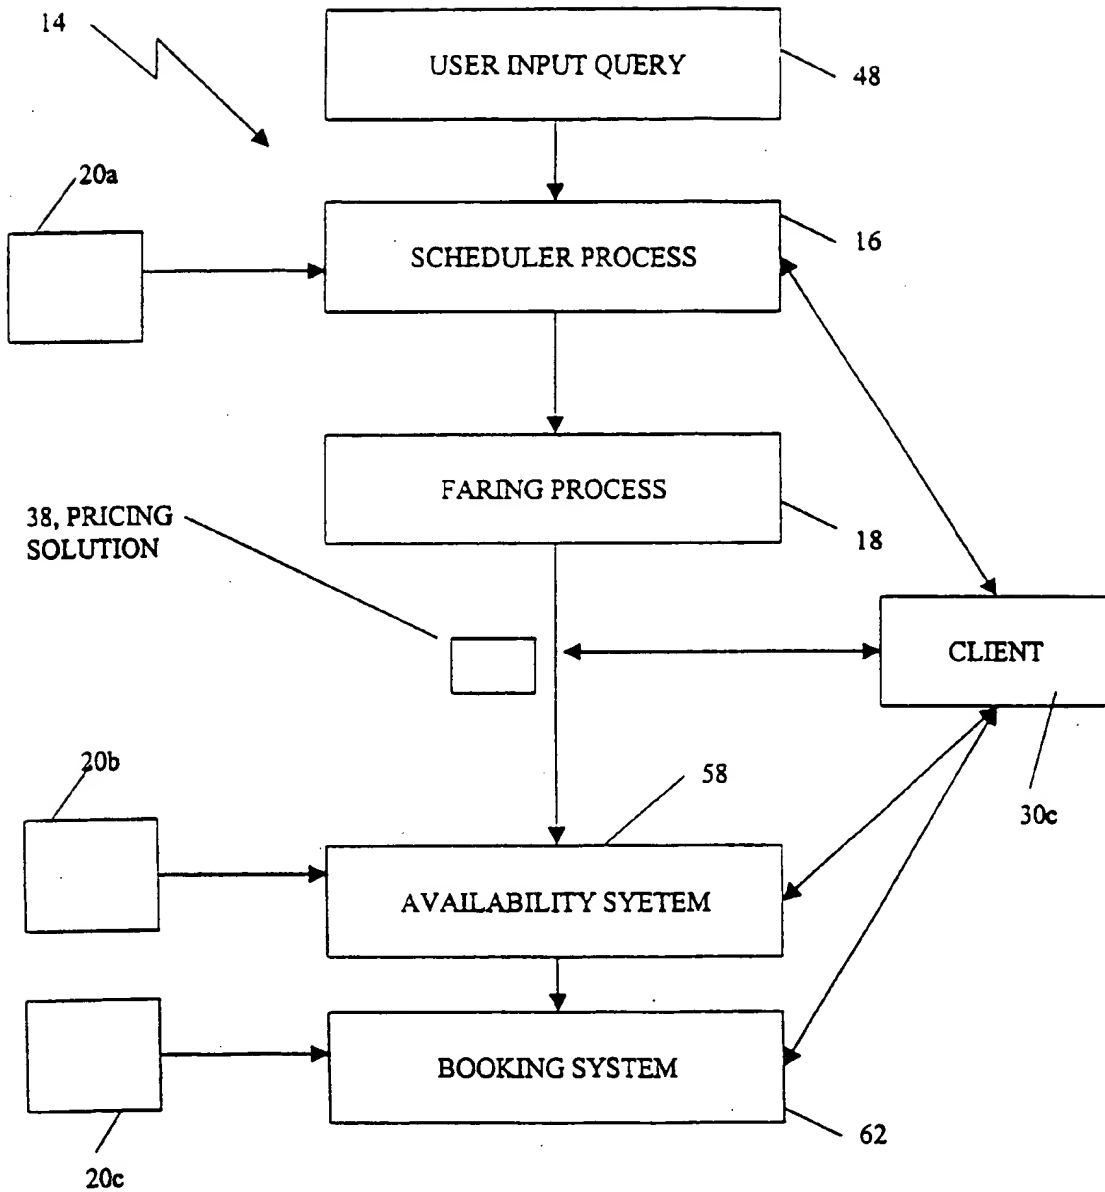 14
USER INPUT QUERY
48
20a
SCHEDULER PROCESS
16
FARING PROCESS
18
38, PRICING
SOLUTION
CLIENT
30c
20b
58
AVAILABILITY SYETEM
20c
BOOKING SYSTEM
62